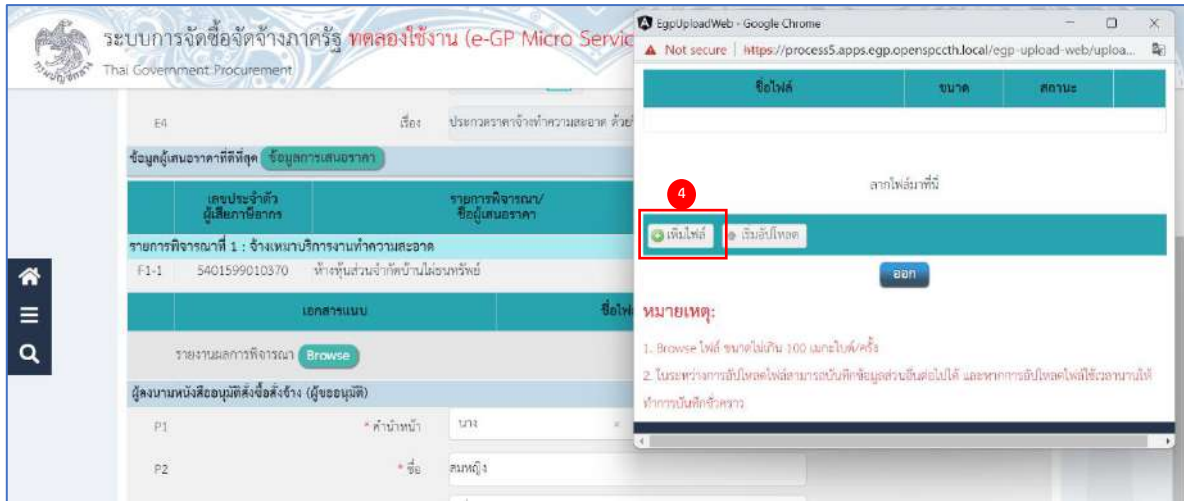 ระบบการจัดซื้อจัดจ้างภาครัฐ ทดลองใช้งาน (e-GP Micro Servic
Thai Government Procurement
E4 เรื่อง ประกวดราคาจ้างทำความสะอาด ด้วย
ข้อมูลผู้เสนอราคาที่ดีที่สุด ข้อมูลการเสนอราคา
เลขประจำตัว
ผู้เสียภาษีอากร
รายการพิจารณา/
ชื่อผู้เสนอราคา
รายการพิจารณาที่ 1 : จ้างเหมาบริการงานทำความสะอาด
F1-1 5401599010370 ห้างหุ้นส่วนจำกัดบ้านไผ่ธนทรัพย์
เอกสารแนบ ชื่อไฟ
รายงานผลการพิจารณา Browse
ผู้ลงนามหนังสืออนุมัติสั่งซื้อสั่งจ้าง (ผู้ขออนุมัติ)
P1 * คำนำหน้า นาง ×
P2 * ชื่อ สมหญิง
EgpUploadWeb - Google Chrome
Not secure | https://process5.apps.egp.openspccth.local/egp-upload-web/uploa...
ชื่อไฟล์ ขนาด สถานะ
ลากไฟล์มาที่นี่
4
เพิ่มไฟล์ เริ่มอัปโหลด
ออก
หมายเหตุ:
1. Browse ไฟล์ ขนาดไม่เกิน 100 เมกะไบต์/ครั้ง
2. ในระหว่างการอัปโหลดไฟล์สามารถบันทึกข้อมูลส่วนอื่นต่อไปได้ และหากการอัปโหลดไฟล์ใช้เวลานานให้
ทำการบันทึกชั่วคราว